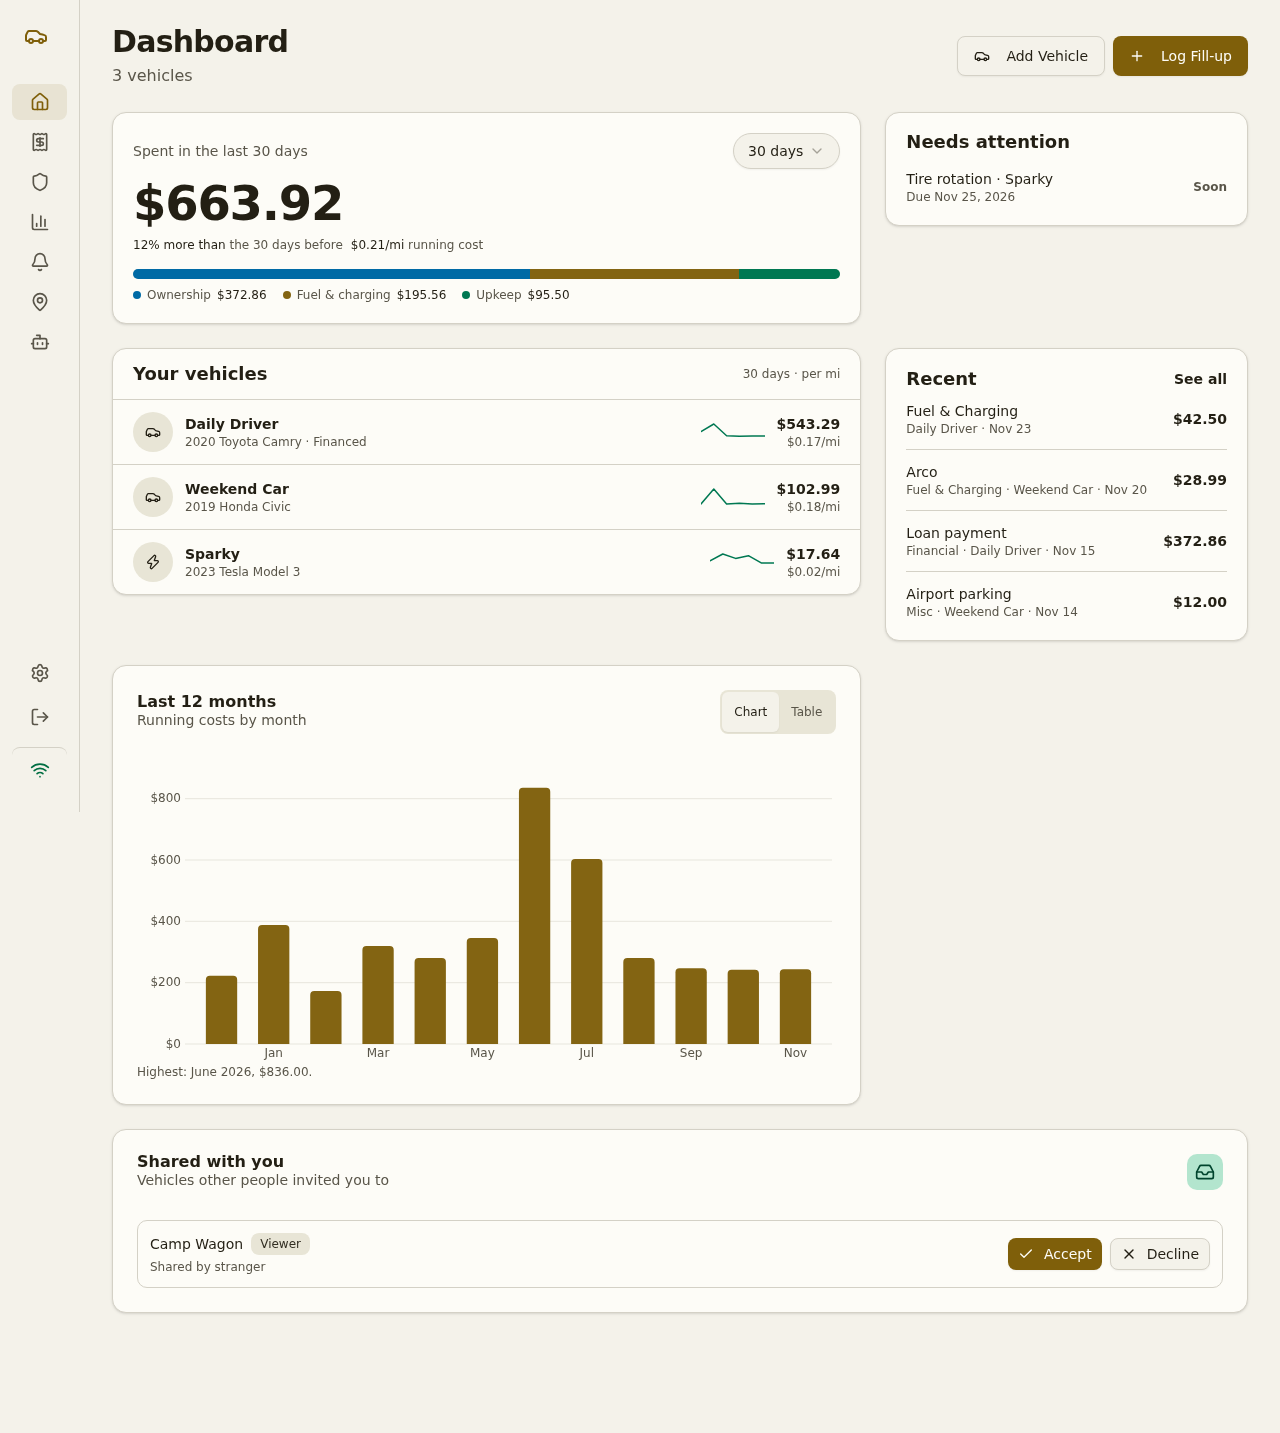 Dashboard
3 vehicles
Add Vehicle
Log Fill-up
Spent in the last 30 days
30 days
$663.92
12% more than the 30 days before $0.21/mi running cost
Ownership $372.86 Fuel & charging $195.56 Upkeep $95.50
Needs attention
Tire rotation · Sparky
Due Nov 25, 2026
Soon
Your vehicles
30 days · per mi
Daily Driver
2020 Toyota Camry · Financed
$543.29
$0.17/mi
Weekend Car
2019 Honda Civic
$102.99
$0.18/mi
Sparky
2023 Tesla Model 3
$17.64
$0.02/mi
Recent
See all
Fuel & Charging
Daily Driver · Nov 23
$42.50
Arco
Fuel & Charging · Weekend Car · Nov 20
$28.99
Loan payment
Financial · Daily Driver · Nov 15
$372.86
Airport parking
Misc · Weekend Car · Nov 14
$12.00
Last 12 months
Running costs by month
Chart
Table
$800
$600
$400
$200
$0
Jan Mar May Jul Sep Nov
Highest: June 2026, $836.00.
Shared with you
Vehicles other people invited you to
Camp Wagon Viewer
Shared by stranger
Accept
Decline